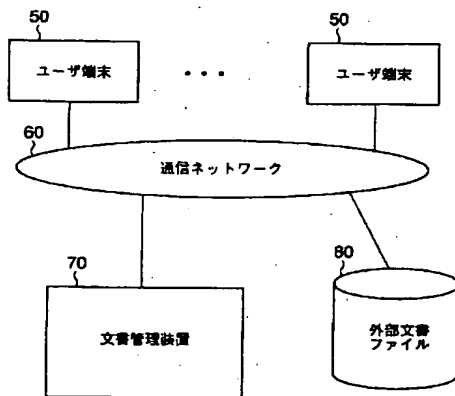 50
50
ユーザ端末
・・・
ユーザ端末
60
通信ネットワーク
70
80
文書管理装置
外部文書
ファイル